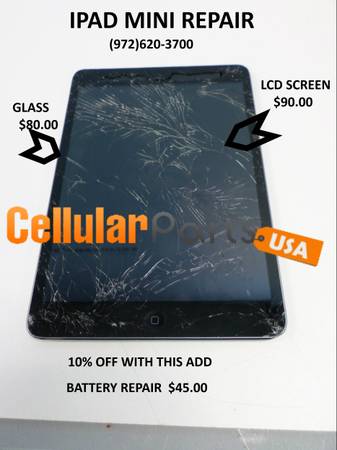 IPAD MINI REPAIR
(972)620-3700
LCD SCREEN
$90.00
GLASS
$80.00
Cellular Parts USA
10% OFF WITH THIS ADD
BATTERY REPAIR $45.00